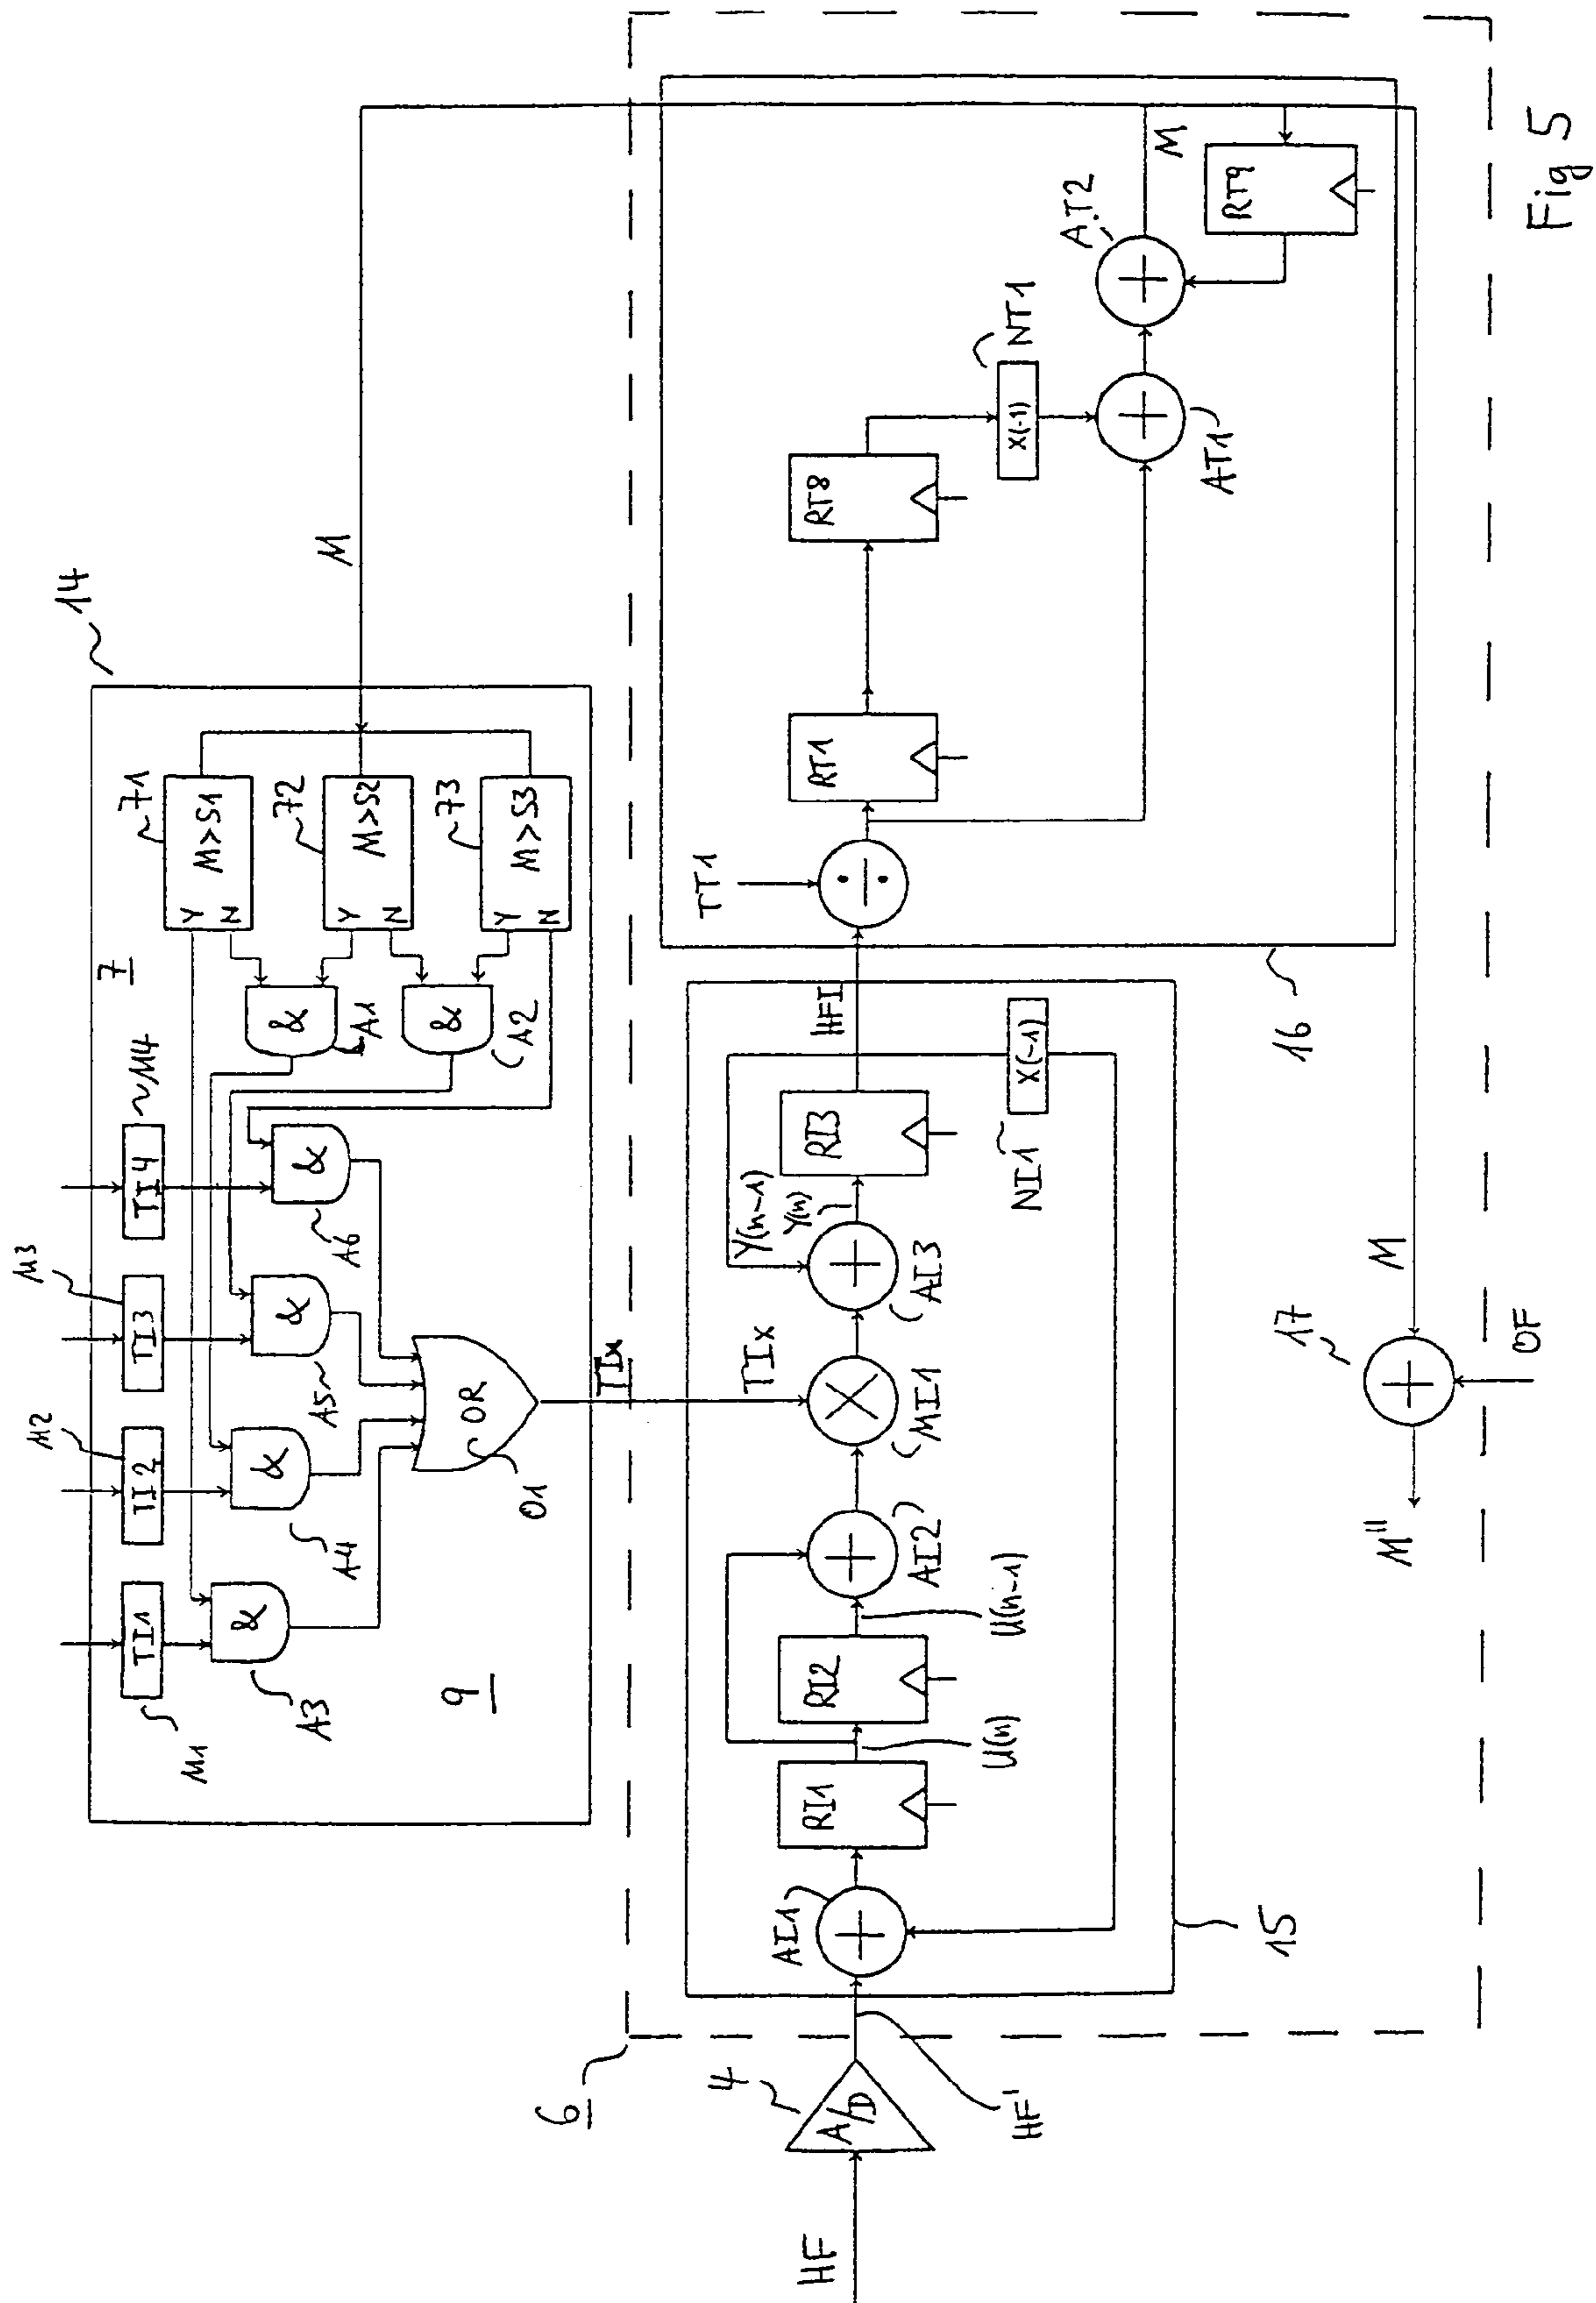 14
7
M14
M3
M2
M1
TI1
TI2
TI3
TI4
71
72
73
M>S1
Y
N
M>S2
Y
N
M>S3
Y
N
M
&
A1
&
A2
&
A3
&
A4
&
A5
&
A6
OR
O1
9
TIx
6
HF
A/D
4
HF'
AI1
RI1
U(n)
RI2
U(n-1)
AI2
TIx
MI1
AI3
Y(n-1)
Y(n)
RI3
HFI
NI1
X(-1)
15
TT1
RT1
RT8
X(-1)
NT1
AT1
AT2
M
RT9
16
M
17
OF
M"
Fig 5